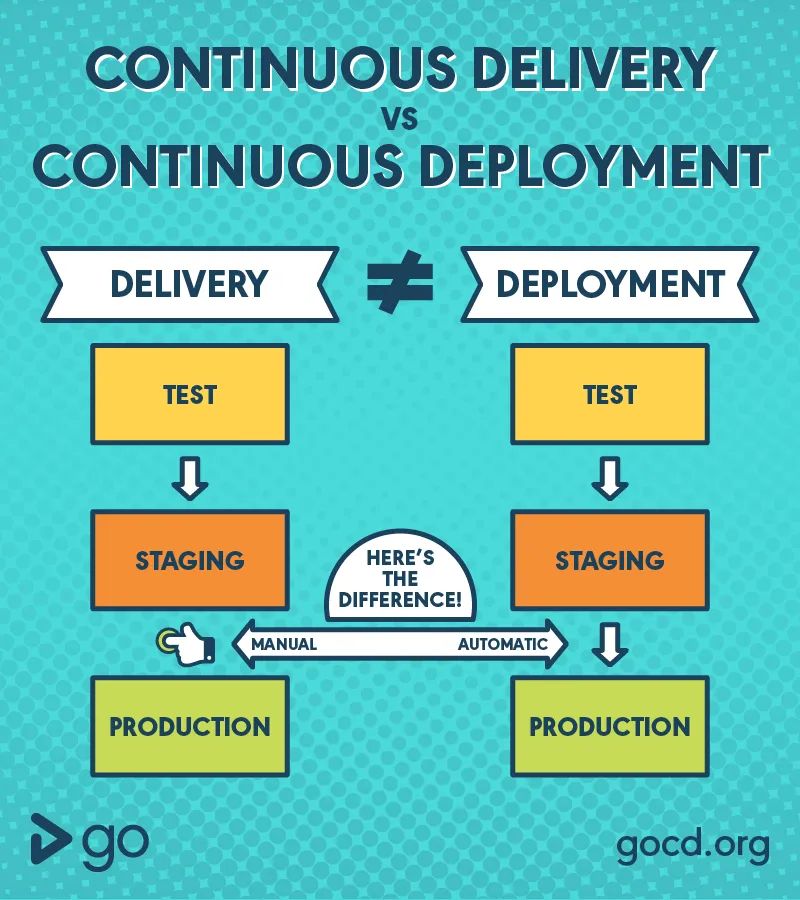 CONTINUOUS DELIVERY
VS
CONTINUOUS DEPLOYMENT
DELIVERY ≠ DEPLOYMENT
TEST
TEST
STAGING
STAGING
HERE'S
THE
DIFFERENCE!
MANUAL
AUTOMATIC
PRODUCTION
PRODUCTION
go
gocd.org